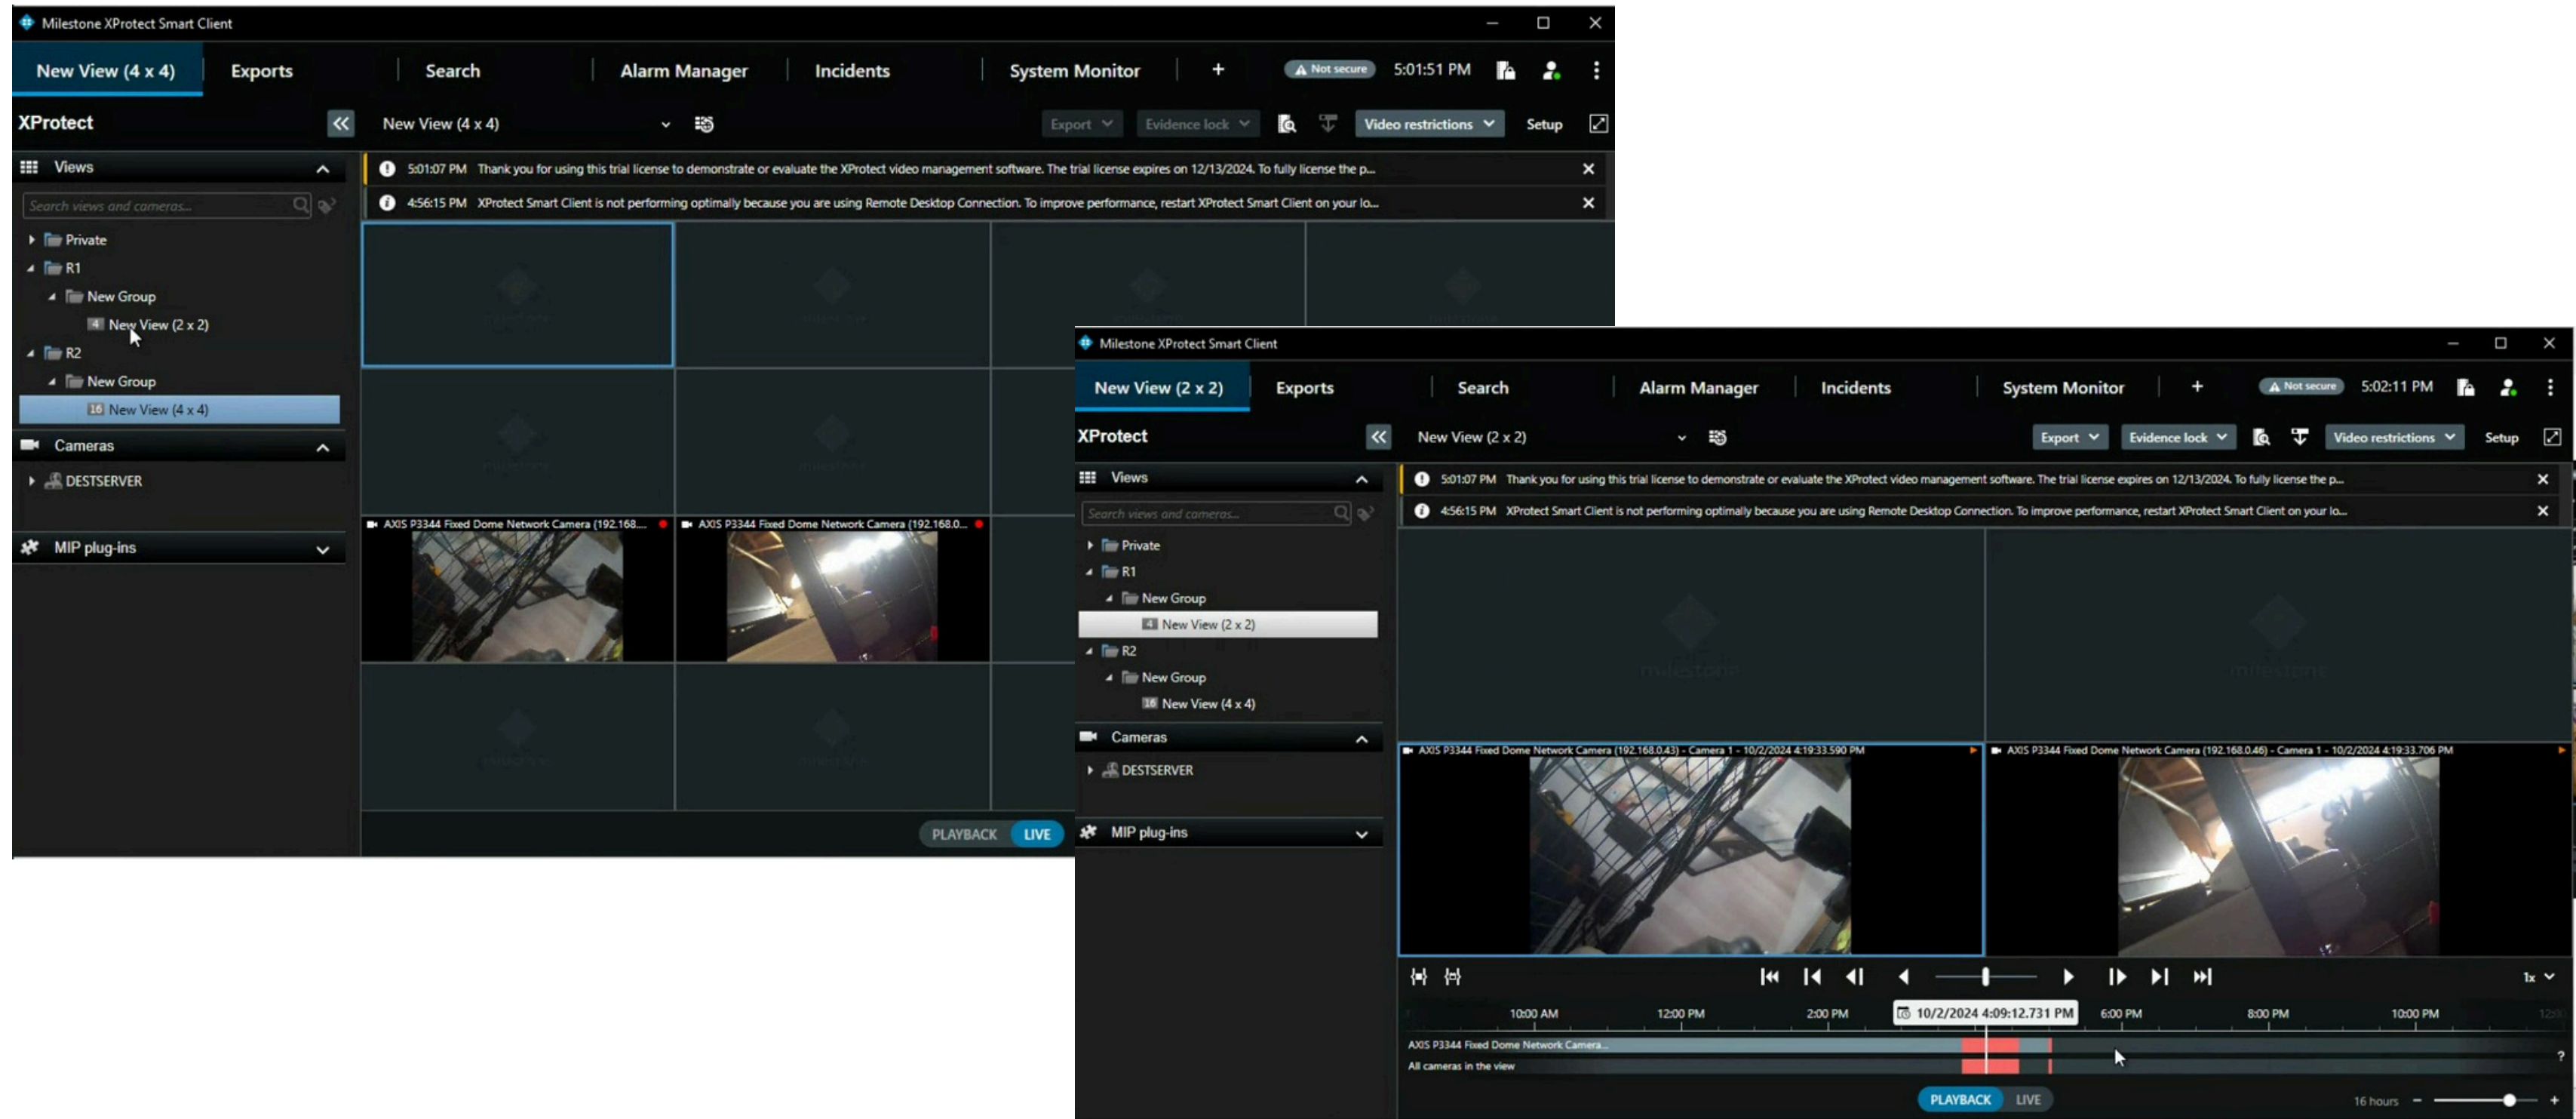 Milestone XProtect Smart Client
New View (4 x 4)
Exports
Search
Alarm Manager
Incidents
System Monitor
+
Not secure
5:01:51 PM
XProtect
New View (4 x 4)
Export
Evidence lock
Video restrictions
Setup
Views
5:01:07 PM Thank you for using this trial license to demonstrate or evaluate the XProtect video management software. The trial license expires on 12/13/2024. To fully license the p...
Search views and cameras...
4:56:15 PM XProtect Smart Client is not performing optimally because you are using Remote Desktop Connection. To improve performance, restart XProtect Smart Client on your lo...
Private
R1
New Group
4 New View (2 x 2)
R2
New Group
16 New View (4 x 4)
Cameras
DESTSERVER
MIP plug-ins
AXIS P3344 Fixed Dome Network Camera (192.168....
AXIS P3344 Fixed Dome Network Camera (192.168.0...
PLAYBACK LIVE
Milestone XProtect Smart Client
New View (2 x 2)
Exports
Search
Alarm Manager
Incidents
System Monitor
+
Not secure
5:02:11 PM
XProtect
New View (2 x 2)
Export
Evidence lock
Video restrictions
Setup
Views
5:01:07 PM Thank you for using this trial license to demonstrate or evaluate the XProtect video management software. The trial license expires on 12/13/2024. To fully license the p...
Search views and cameras...
4:56:15 PM XProtect Smart Client is not performing optimally because you are using Remote Desktop Connection. To improve performance, restart XProtect Smart Client on your lo...
Private
R1
New Group
4 New View (2 x 2)
R2
New Group
16 New View (4 x 4)
Cameras
DESTSERVER
MIP plug-ins
milestone
milestone
AXIS P3344 Fixed Dome Network Camera (192.168.0.43) - Camera 1 - 10/2/2024 4:19:33.590 PM
AXIS P3344 Fixed Dome Network Camera (192.168.0.46) - Camera 1 - 10/2/2024 4:19:33.706 PM
1x
10:00 AM
12:00 PM
2:00 PM
10/2/2024 4:09:12.731 PM
6:00 PM
8:00 PM
10:00 PM
AXIS P3344 Fixed Dome Network Camera...
?
All cameras in the view
PLAYBACK LIVE
16 hours - +